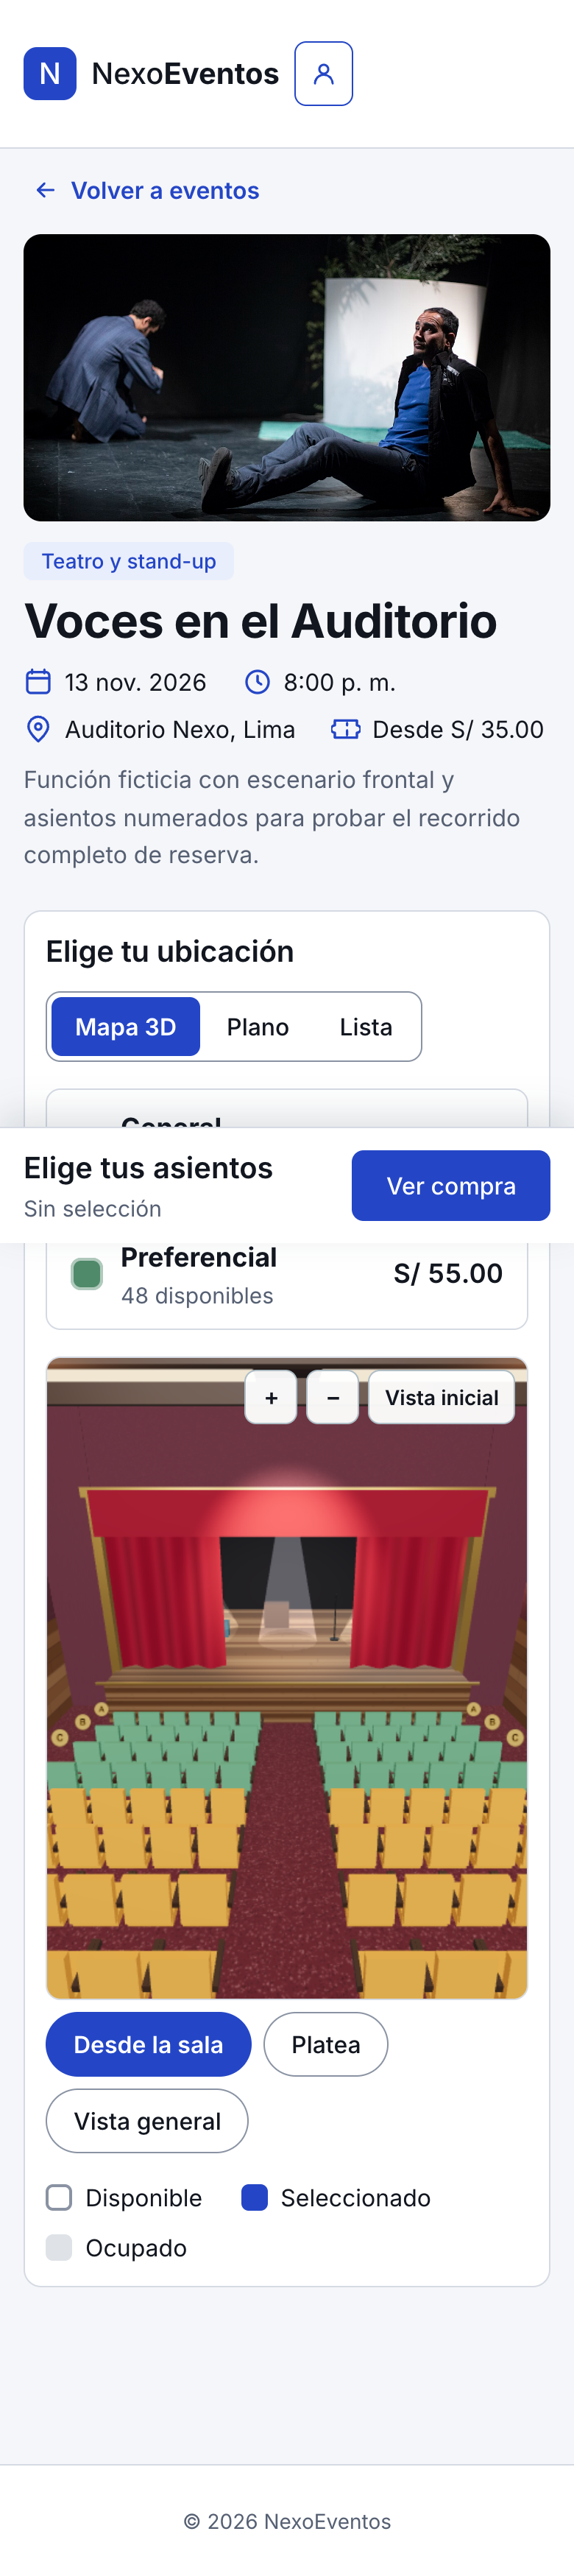 N NexoEventos
Volver a eventos
Teatro y stand-up
Voces en el Auditorio
13 nov. 2026 8:00 p. m.
Auditorio Nexo, Lima Desde S/ 35.00
Función ficticia con escenario frontal y
asientos numerados para probar el recorrido
completo de reserva.
Elige tu ubicación
Mapa 3D Plano Lista
General
Elige tus asientos
Sin selección
Ver compra
Preferencial
48 disponibles
S/ 55.00
+ − Vista inicial
A A
B B
C C
Desde la sala Platea
Vista general
Disponible Seleccionado
Ocupado
© 2026 NexoEventos